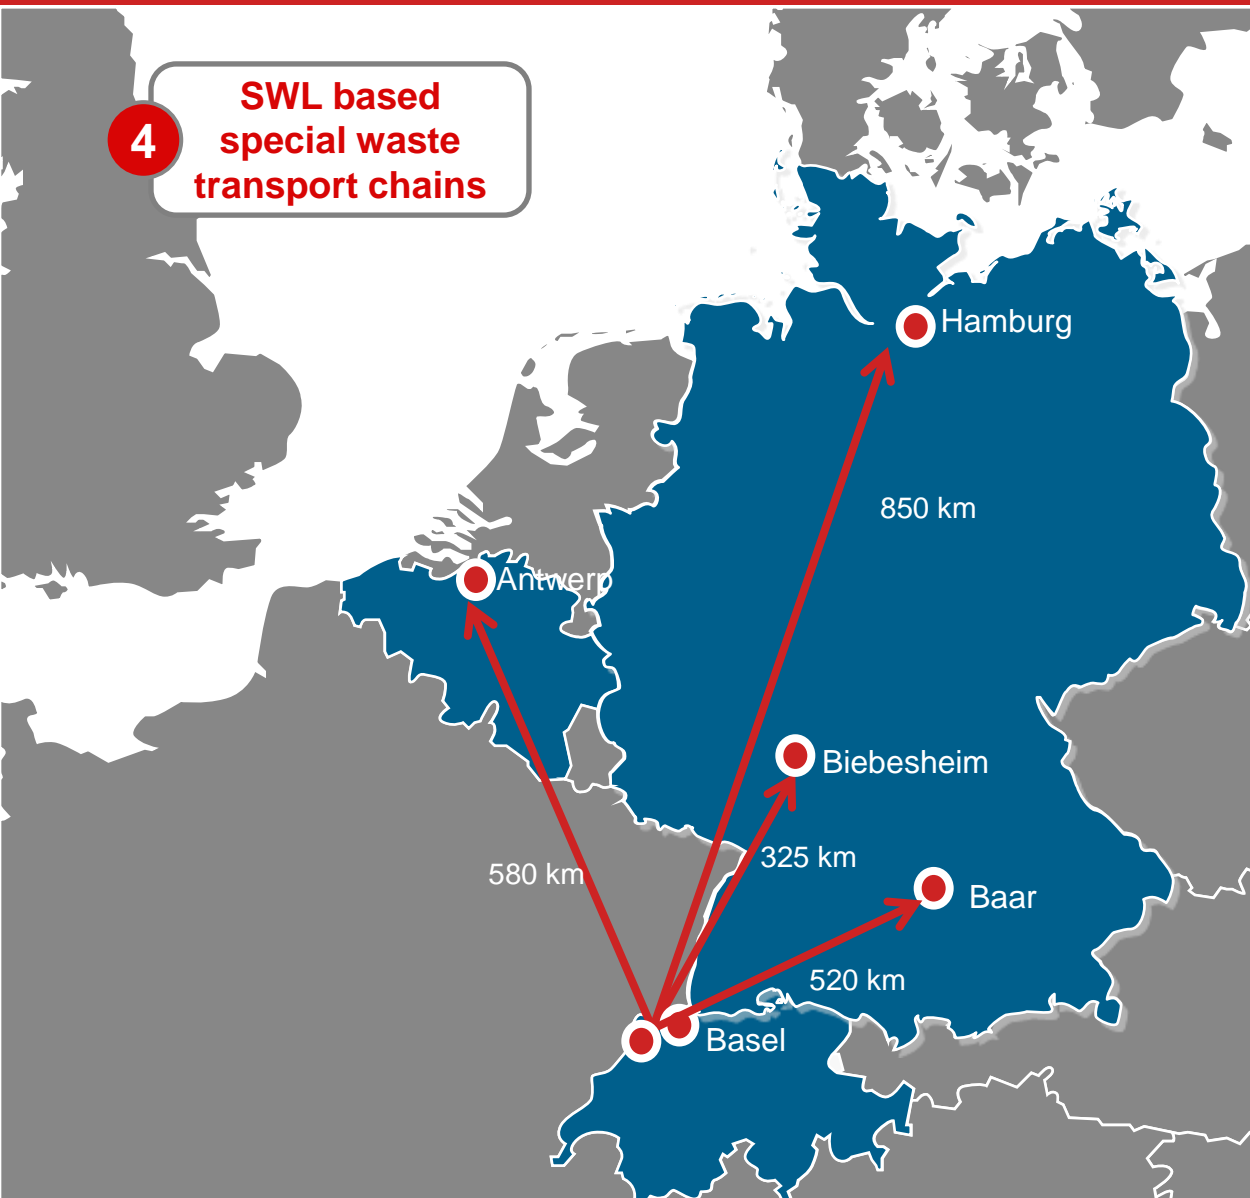 4
SWL based
special waste
transport chains
Hamburg
850 km
Antwerp
Biebesheim
325 km
580 km
Baar
520 km
Basel